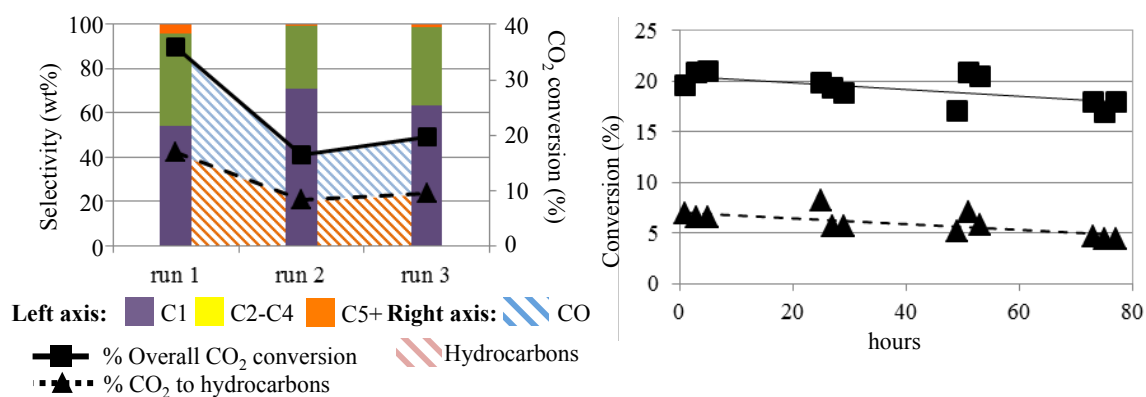 Selectivity (wt%)
100
80
60
40
20
0
40
30
20
10
0
CO2 conversion (%)
run 1 run 2 run 3
Left axis: C1 C2-C4 C5+ Right axis: CO
% Overall CO2 conversion Hydrocarbons
% CO2 to hydrocarbons
Conversion (%)
25
20
15
10
5
0
0 20 40 60 80
hours